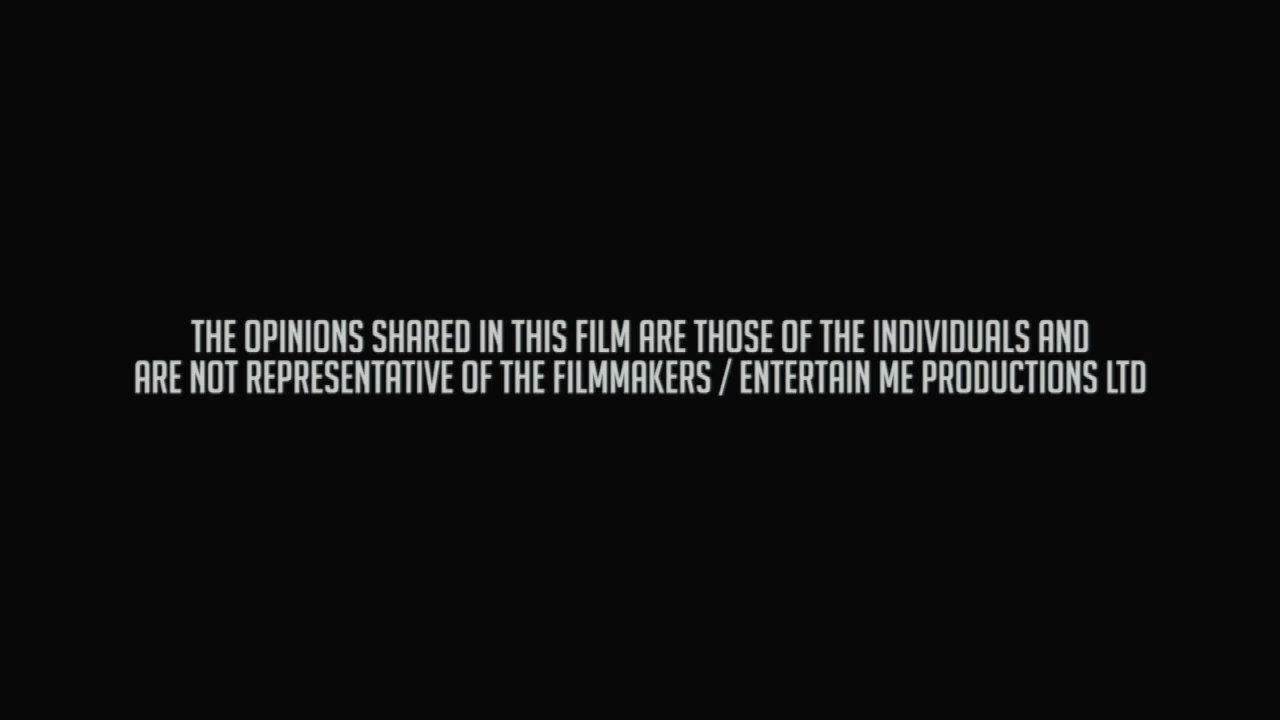 THE OPINIONS SHARED IN THIS FILM ARE THOSE OF THE INDIVIDUALS AND
ARE NOT REPRESENTATIVE OF THE FILMMAKERS / ENTERTAIN ME PRODUCTIONS LTD